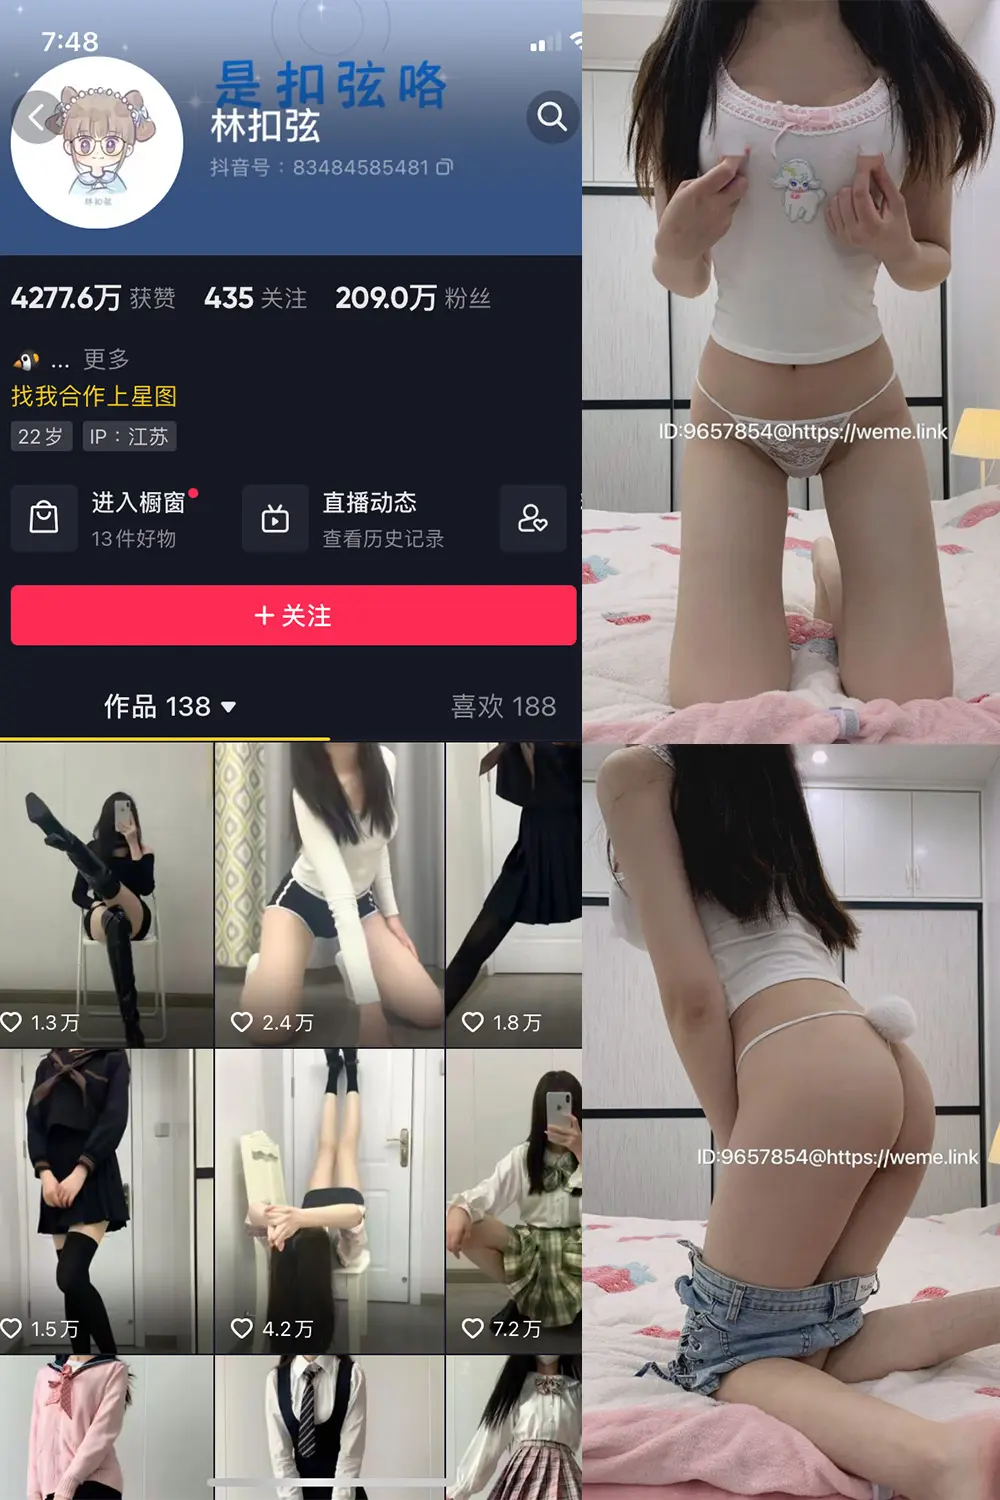 7:48
是扣弦咯
林扣弦
抖音号：83484585481
林扣弦
4277.6万 获赞 435 关注 209.0万 粉丝
... 更多
找我合作上星图
22岁 IP：江苏
进入橱窗 直播动态
13件好物 查看历史记录
+ 关注
作品 138 喜欢 188
1.3万 2.4万 1.8万
1.5万 4.2万 7.2万
ID:9657854@https://weme.link
ID:9657854@https://weme.link